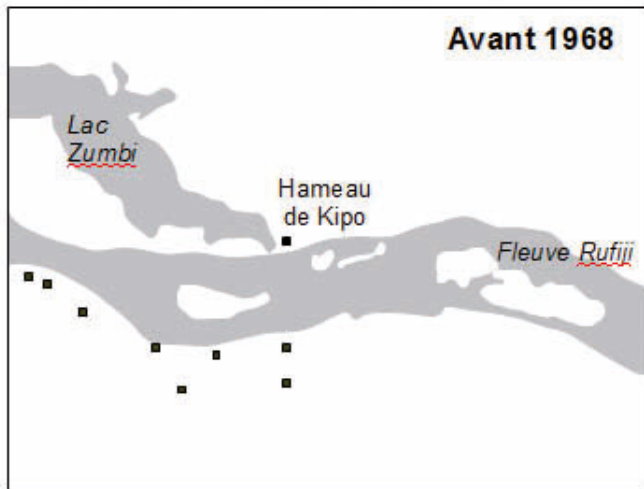 Avant 1968
Lac
Zumbi
Hameau
de Kipo
Fleuve Rufiji